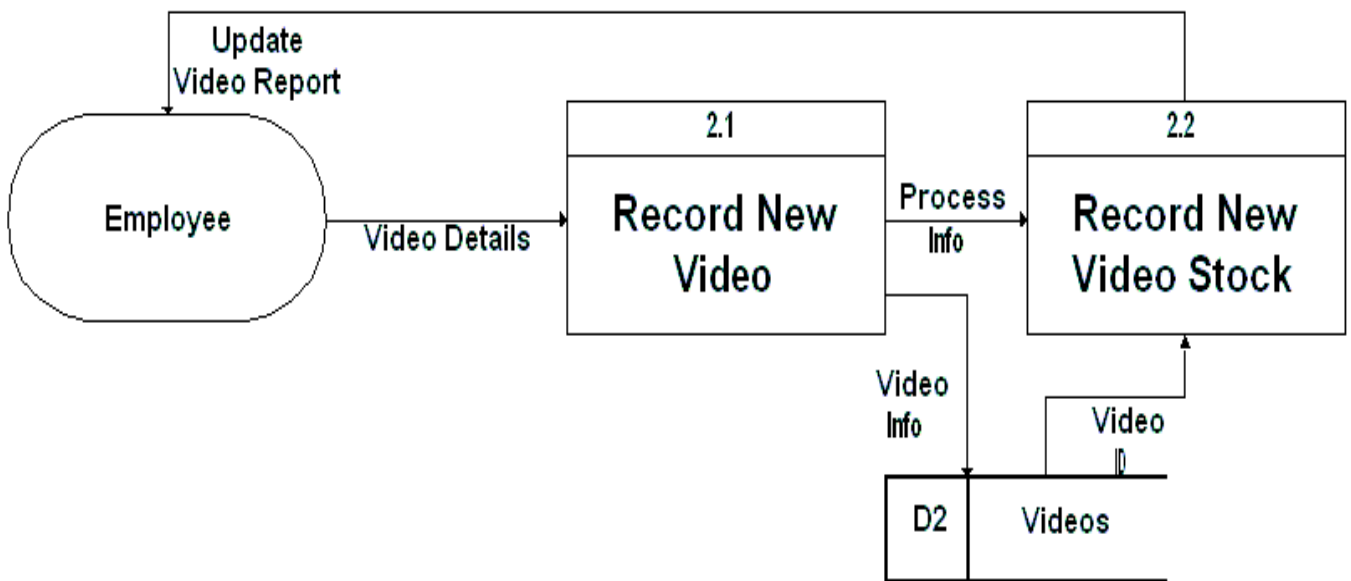 Update
Video Report
Employee
Video Details
2.1
Record New
Video
Process
Info
2.2
Record New
Video Stock
Video
Info
Video
ID
D2
Videos